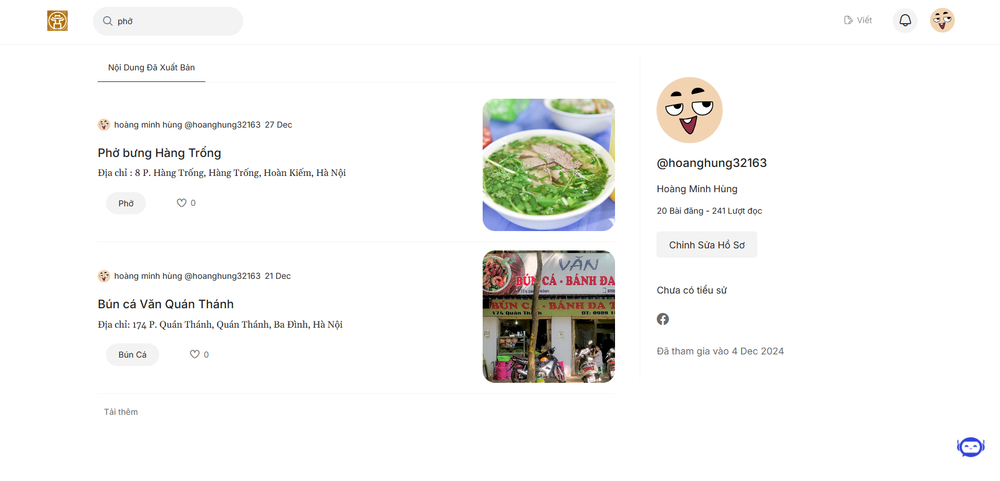 phở
Viết
Nội Dung Đã Xuất Bản
hoàng minh hùng @hoanghung32163 27 Dec
Phở bưng Hàng Trống
Địa chỉ : 8 P. Hàng Trống, Hàng Trống, Hoàn Kiếm, Hà Nội
Phở
0
hoàng minh hùng @hoanghung32163 21 Dec
Bún cá Văn Quán Thánh
Địa chỉ: 174 P. Quán Thánh, Quán Thánh, Ba Đình, Hà Nội
Bún Cá
0
VĂN
BÚN CÁ - BÁNH ĐA
174 QUÁN THÁNH
BÚN C - BÁNH ĐA T
174 Quán Thánh ĐT: 0989 1
Tải thêm
@hoanghung32163
Hoàng Minh Hùng
20 Bài đăng - 241 Lượt đọc
Chỉnh Sửa Hồ Sơ
Chưa có tiểu sử
Đã tham gia vào 4 Dec 2024